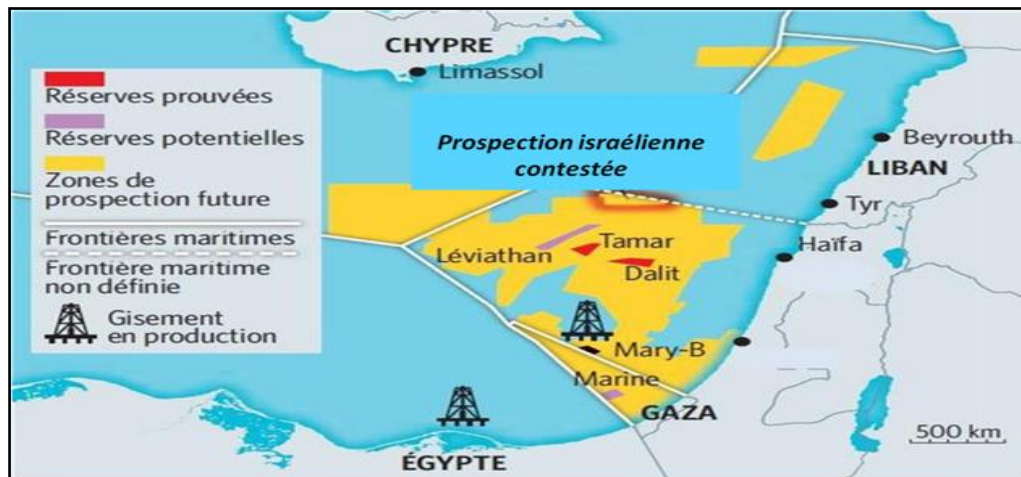 CHYPRE
Limassol
Réserves prouvées
Réserves potentielles
Zones de
prospection future
Frontières maritimes
Frontière maritime
non définie
Gisement
en production
Prospection israélienne
contestée
Beyrouth
LIBAN
Tyr
Haïfa
Tamar
Léviathan
Dalit
Mary-B
Marine
GAZA
ÉGYPTE
500 km